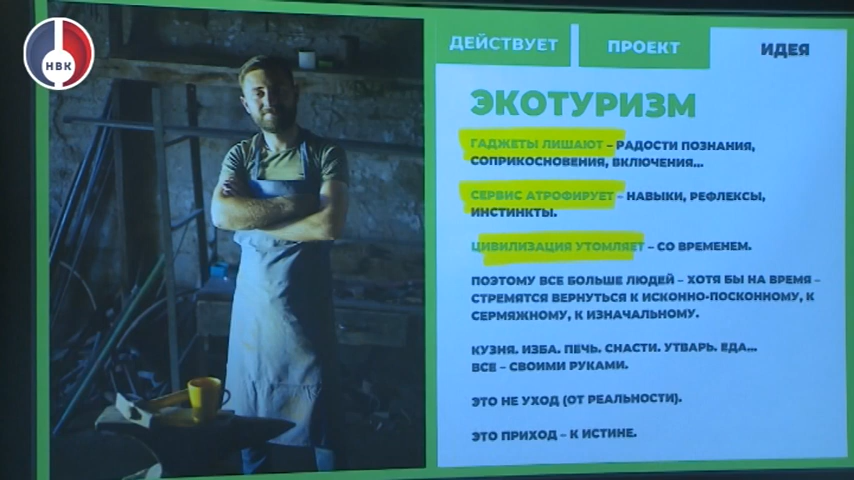 НВК
ДЕЙСТВУЕТ
ПРОЕКТ
ИДЕЯ
ЭКОТУРИЗМ
ГАДЖЕТЫ ЛИШАЮТ – РАДОСТИ ПОЗНАНИЯ,
СОПРИКОСНОВЕНИЯ, ВКЛЮЧЕНИЯ...
СЕРВИС АТРОФИРУЕТ – НАВЫКИ, РЕФЛЕКСЫ,
ИНСТИНКТЫ.
ЦИВИЛИЗАЦИЯ УТОМЛЯЕТ – СО ВРЕМЕНЕМ.
ПОЭТОМУ ВСЕ БОЛЬШЕ ЛЮДЕЙ – ХОТЯ БЫ НА ВРЕМЯ –
СТРЕМЯТСЯ ВЕРНУТЬСЯ К ИСКОННО-ПОСКОННОМУ, К
СЕРМЯЖНОМУ, К ИЗНАЧАЛЬНОМУ.
КУЗНЯ. ИЗБА. ПЕЧЬ. СНАСТИ. УТВАРЬ. ЕДА...
ВСЕ – СВОИМИ РУКАМИ.
ЭТО НЕ УХОД (ОТ РЕАЛЬНОСТИ).
ЭТО ПРИХОД – К ИСТИНЕ.